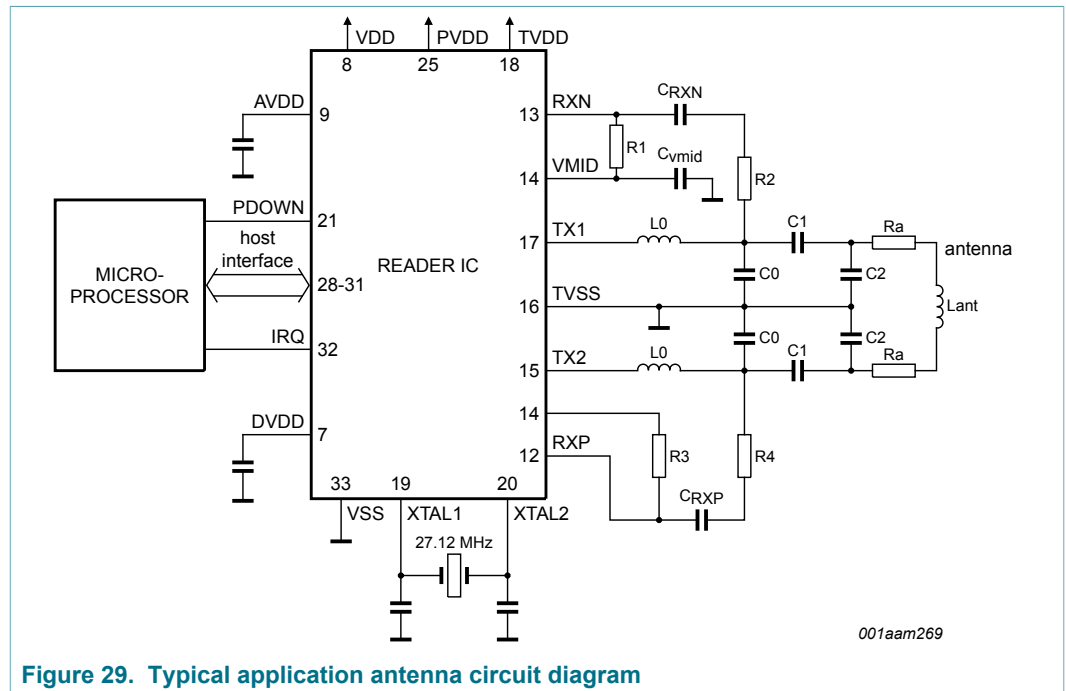 VDD PVDD TVDD
8 25 18
AVDD
9
13
RXN
CRXN
R1
VMID
14
Cvmid
R2
PDOWN
21
host
interface
28-31
IRQ
32
MICRO-
PROCESSOR
READER IC
TX1
17
L0
C1
Ra
antenna
C0
C2
TVSS
16
Lant
C0
C2
TX2
15
L0
C1
Ra
14
RXP
12
R3
R4
CRXP
DVDD
7
33 19 20
VSS XTAL1 XTAL2
27.12 MHz
001aam269
Figure 29. Typical application antenna circuit diagram